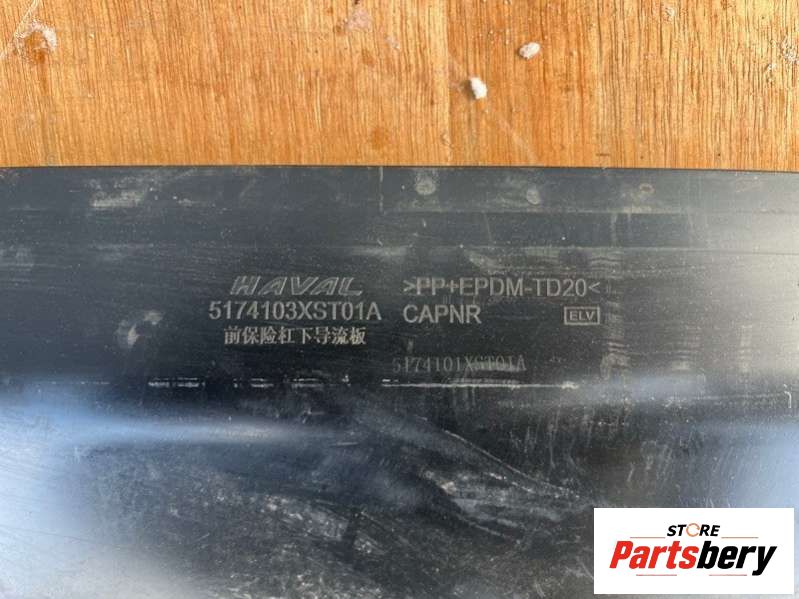 HAVAL
5174103XST01A
前保险杠下导流板
>PP+EPDM-TD20<
CAPNR
ELV
5174101XST01A
STORE
Partsbery